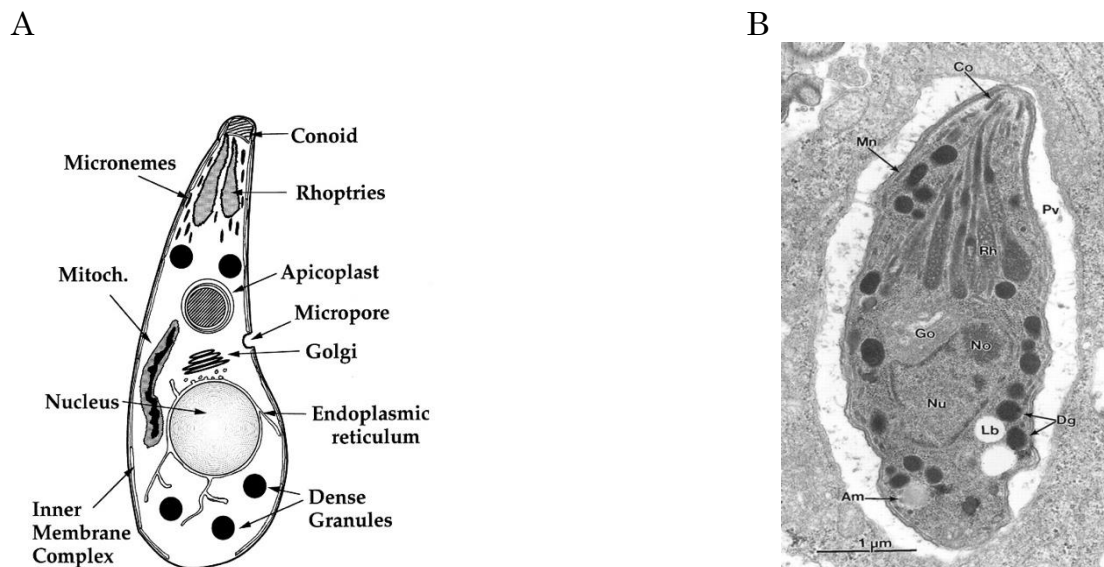 A
B
Conoid
Micronemes
Rhoptries
Mitoch.
Apicoplast
Micropore
Golgi
Nucleus
Endoplasmic
reticulum
Inner
Membrane
Complex
Dense
Granules
Co
Mn
Pv
Rh
Go
No
Nu
Lb
Dg
Am
1 µm